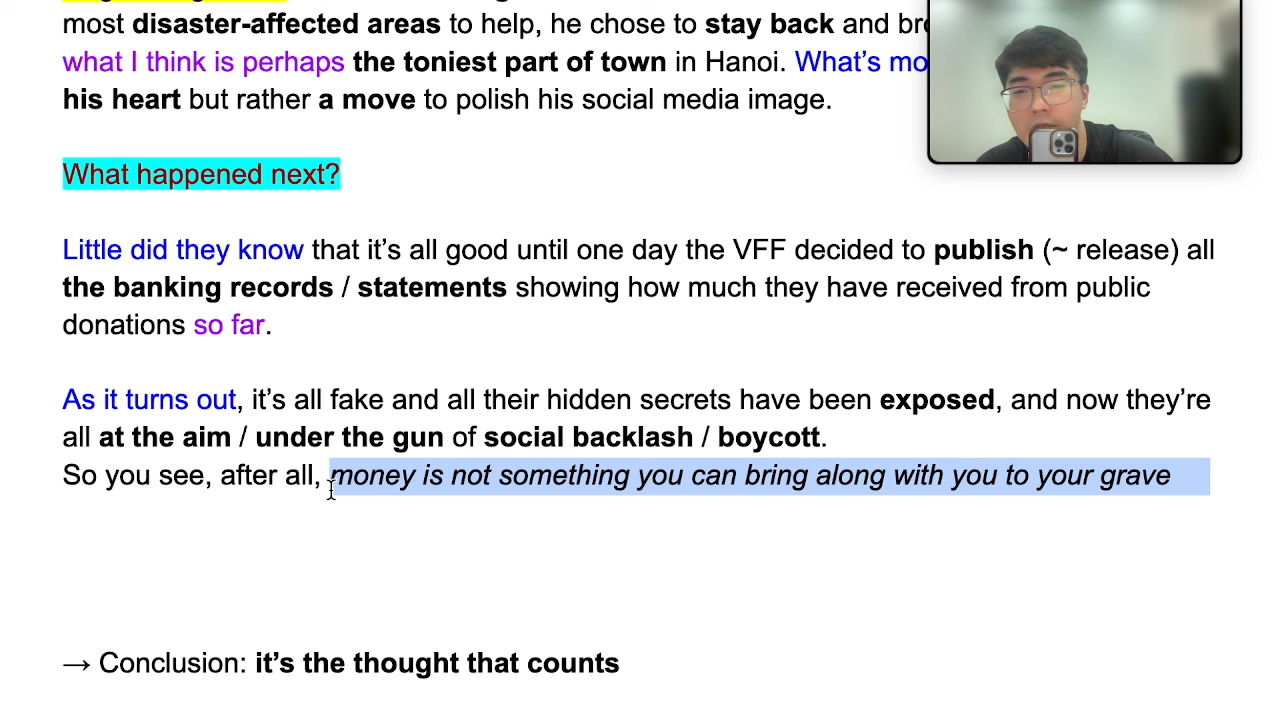 most disaster-affected areas to help, he chose to stay back and br
what I think is perhaps the toniest part of town in Hanoi. What’s mo
his heart but rather a move to polish his social media image.
What happened next?
Little did they know that it’s all good until one day the VFF decided to publish (~ release) all
the banking records / statements showing how much they have received from public
donations so far.
As it turns out, it’s all fake and all their hidden secrets have been exposed, and now they’re
all at the aim / under the gun of social backlash / boycott.
So you see, after all, money is not something you can bring along with you to your grave
→ Conclusion: it’s the thought that counts